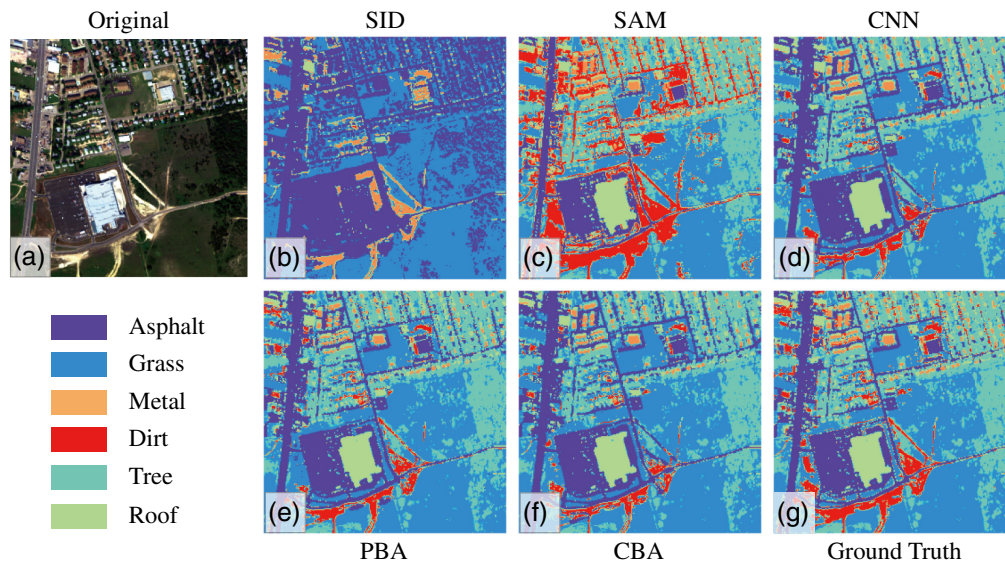 Original
SID
SAM
CNN
(a)
(b)
(c)
(d)
Asphalt
Grass
Metal
Dirt
Tree
Roof
(e)
(f)
(g)
PBA
CBA
Ground Truth